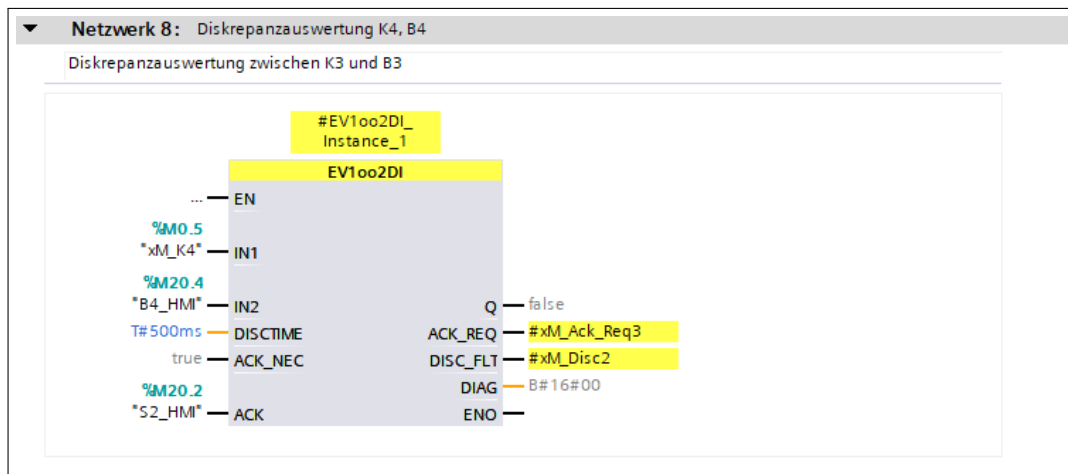 Netzwerk 8: Diskrepanzauswertung K4, B4
Diskrepanzauswertung zwischen K3 und B3
#EV1oo2DI_
Instance_1
EV1oo2DI
... EN
%M0.5
"xM_K4" IN1
%M20.4
"B4_HMI" IN2 Q false
T#500ms DISCTIME ACK_REQ #xM_Ack_Req3
true ACK_NEC DISC_FLT #xM_Disc2
%M20.2 DIAG B#16#00
"S2_HMI" ACK ENO